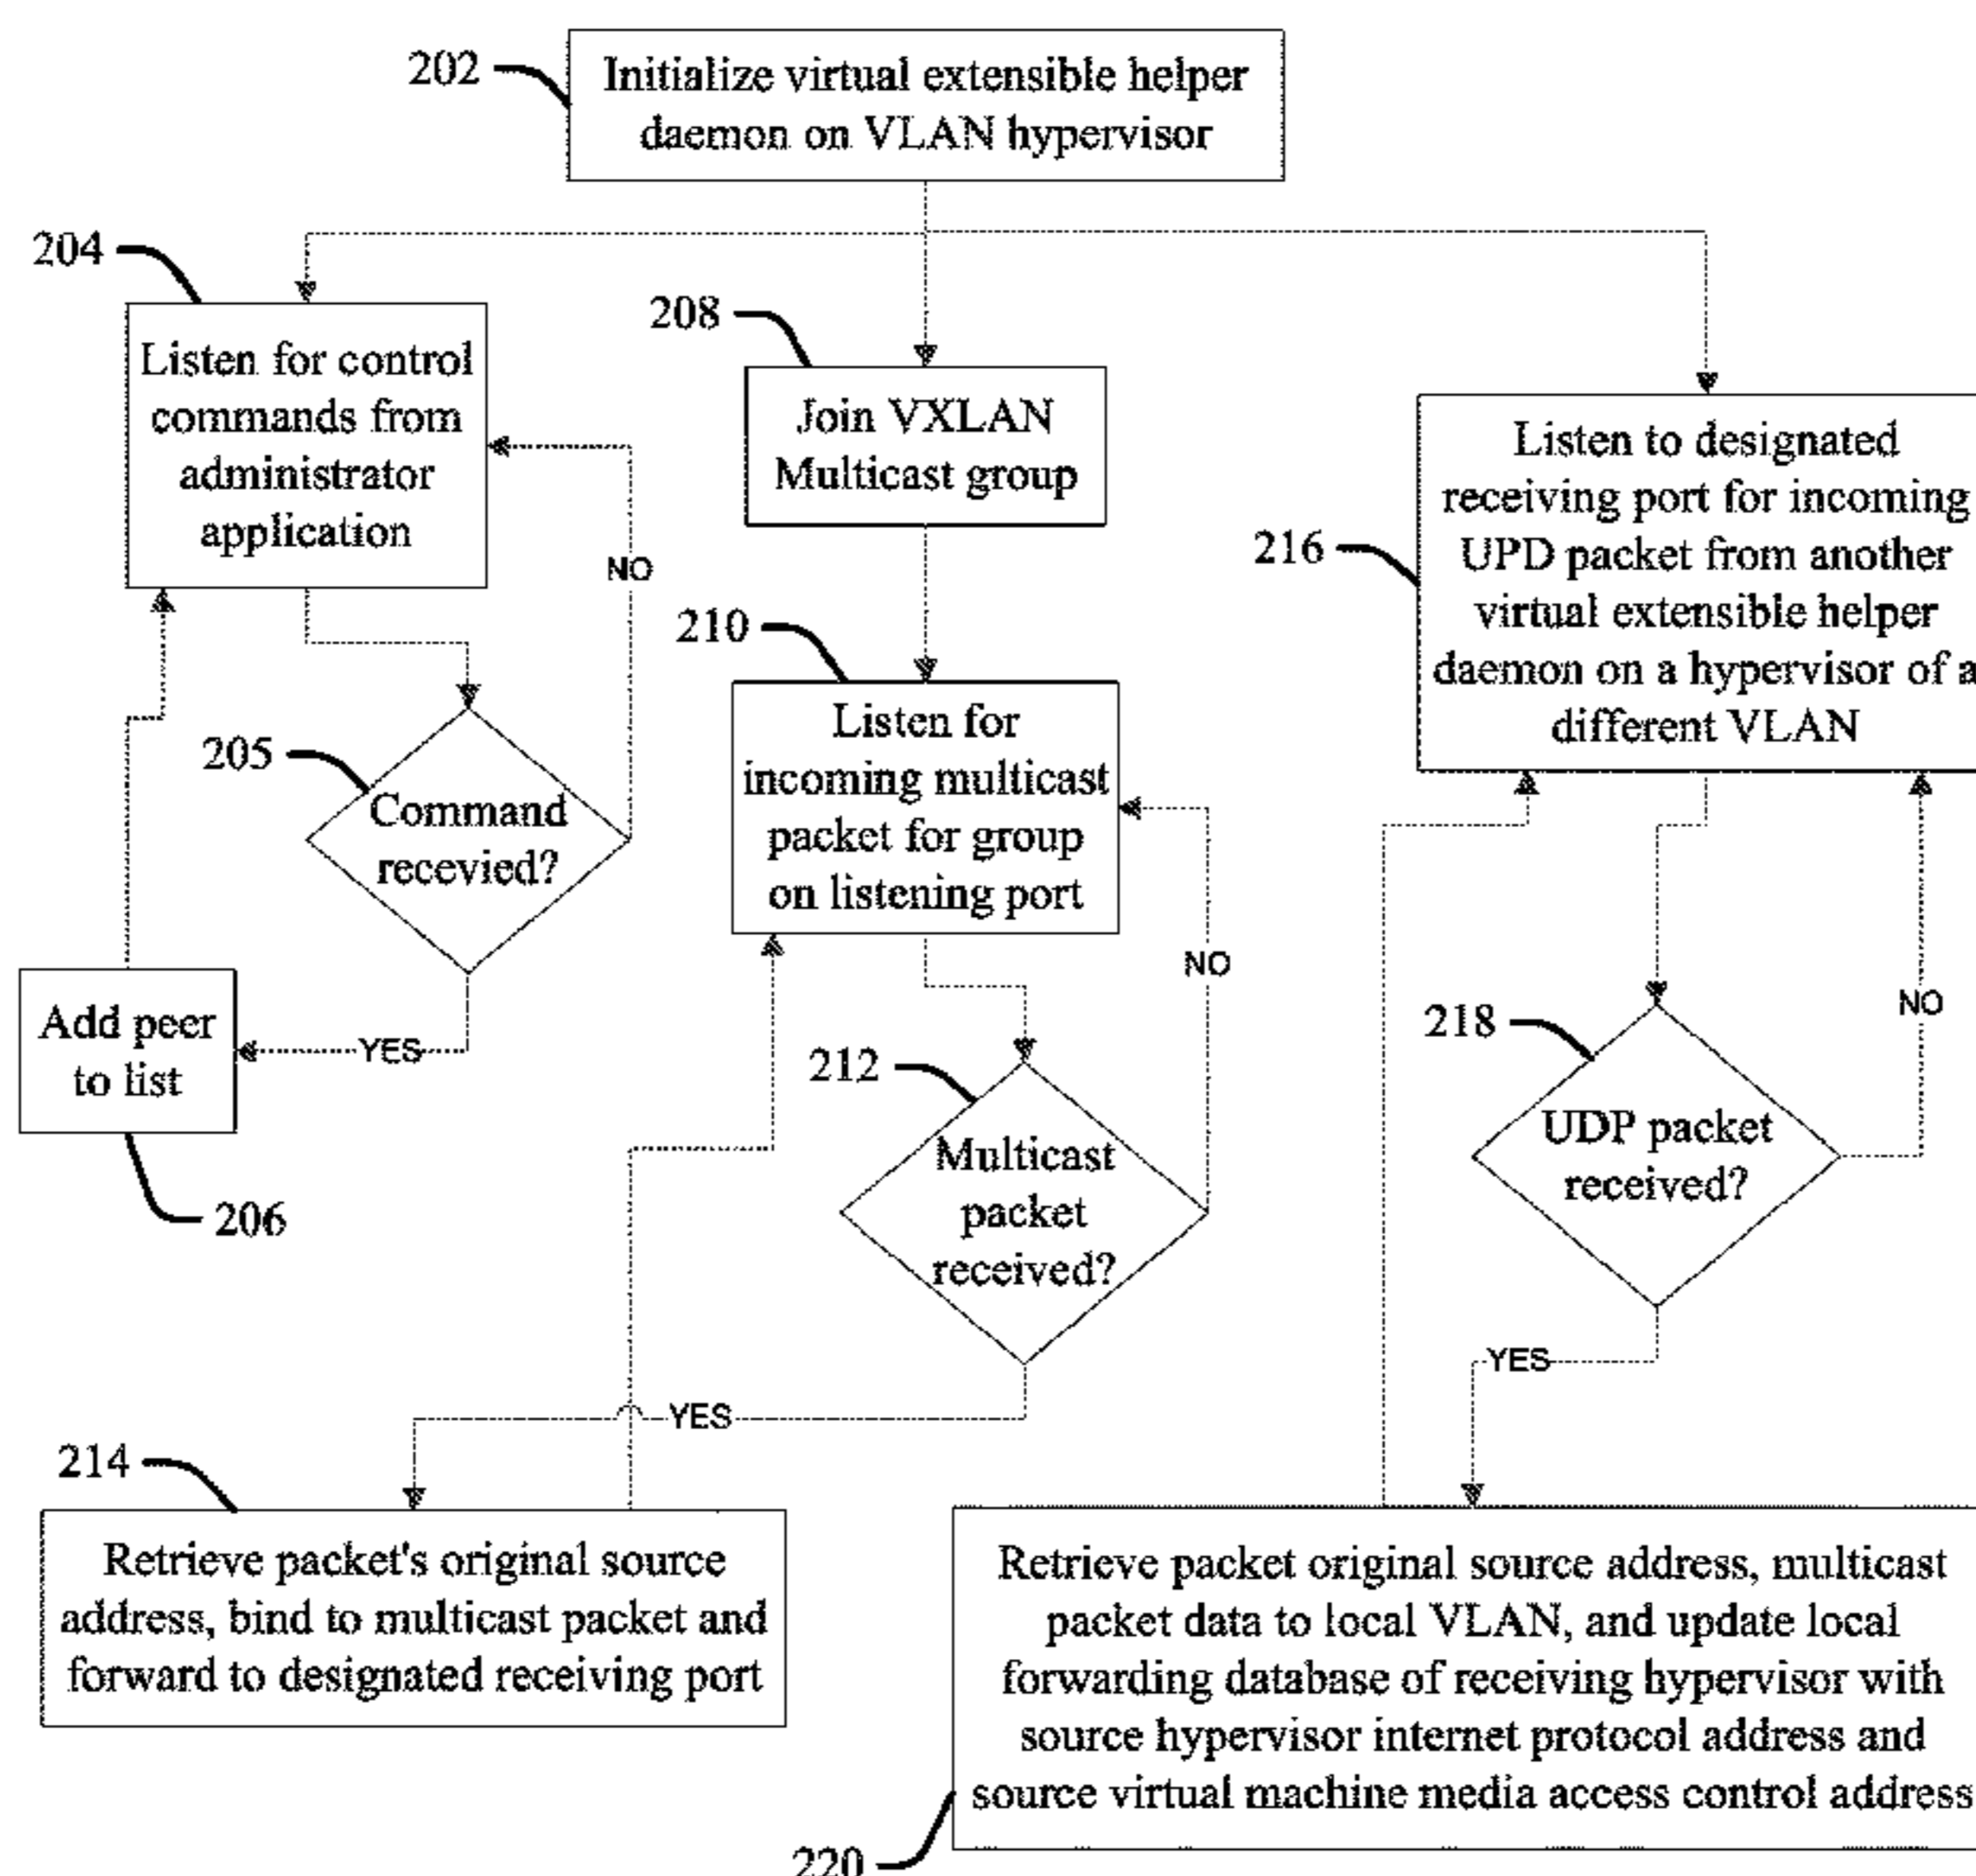 202
Initialize virtual extensible helper
daemon on VLAN hypervisor
204
Listen for control
commands from
administrator
application
NO
205
Command
recevied?
YES
Add peer
to list
206
208
Join VXLAN
Multicast group
210
Listen for
incoming multicast
packet for group
on listening port
NO
212
Multicast
packet
received?
YES
214
Retrieve packet's original source
address, bind to multicast packet and
forward to designated receiving port
216
Listen to designated
receiving port for incoming
UPD packet from another
virtual extensible helper
daemon on a hypervisor of a
different VLAN
NO
218
UDP packet
received?
YES
Retrieve packet original source address, multicast
packet data to local VLAN, and update local
forwarding database of receiving hypervisor with
source hypervisor internet protocol address and
source virtual machine media access control address
220